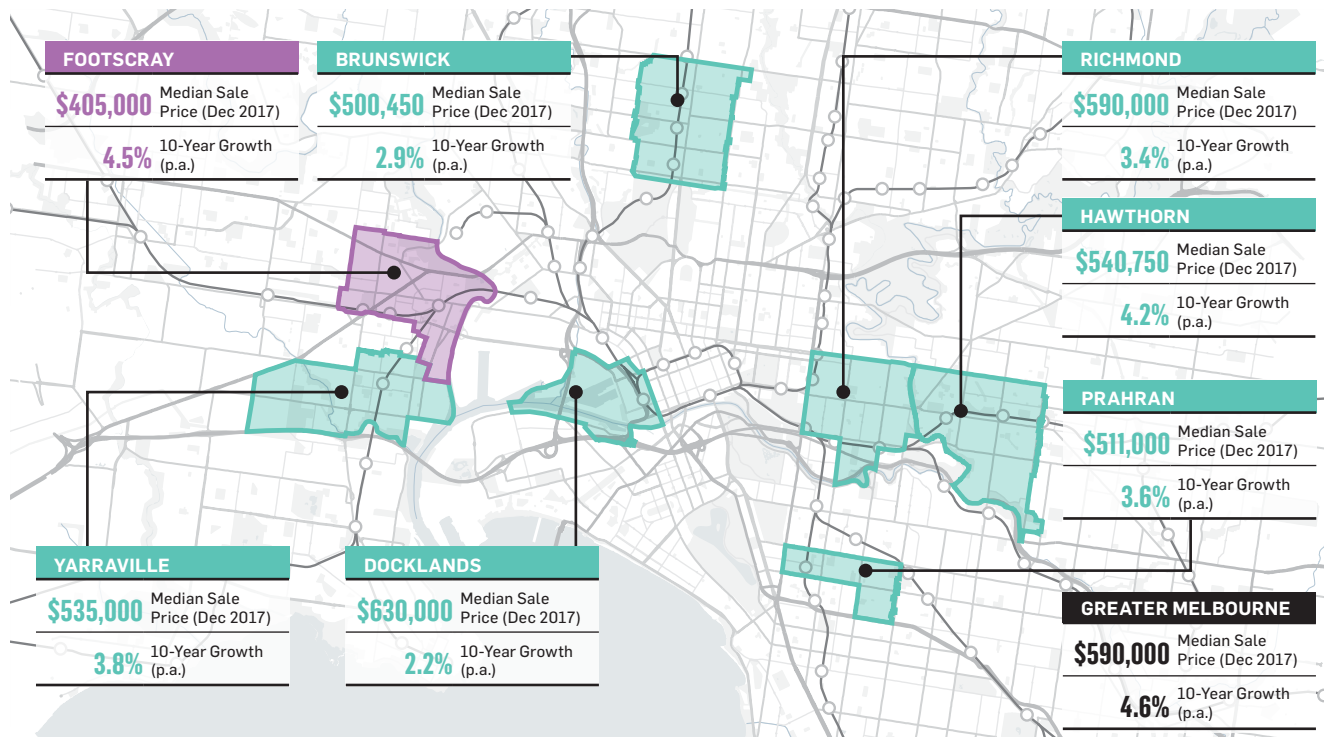 FOOTSCRAY
$405,000 Median Sale
Price (Dec 2017)
4.5% 10-Year Growth
(p.a.)
BRUNSWICK
$500,450 Median Sale
Price (Dec 2017)
2.9% 10-Year Growth
(p.a.)
RICHMOND
$590,000 Median Sale
Price (Dec 2017)
3.4% 10-Year Growth
(p.a.)
HAWTHORN
$540,750 Median Sale
Price (Dec 2017)
4.2% 10-Year Growth
(p.a.)
PRAHRAN
$511,000 Median Sale
Price (Dec 2017)
3.6% 10-Year Growth
(p.a.)
YARRAVILLE
$535,000 Median Sale
Price (Dec 2017)
3.8% 10-Year Growth
(p.a.)
DOCKLANDS
$630,000 Median Sale
Price (Dec 2017)
2.2% 10-Year Growth
(p.a.)
GREATER MELBOURNE
$590,000 Median Sale
Price (Dec 2017)
4.6% 10-Year Growth
(p.a.)